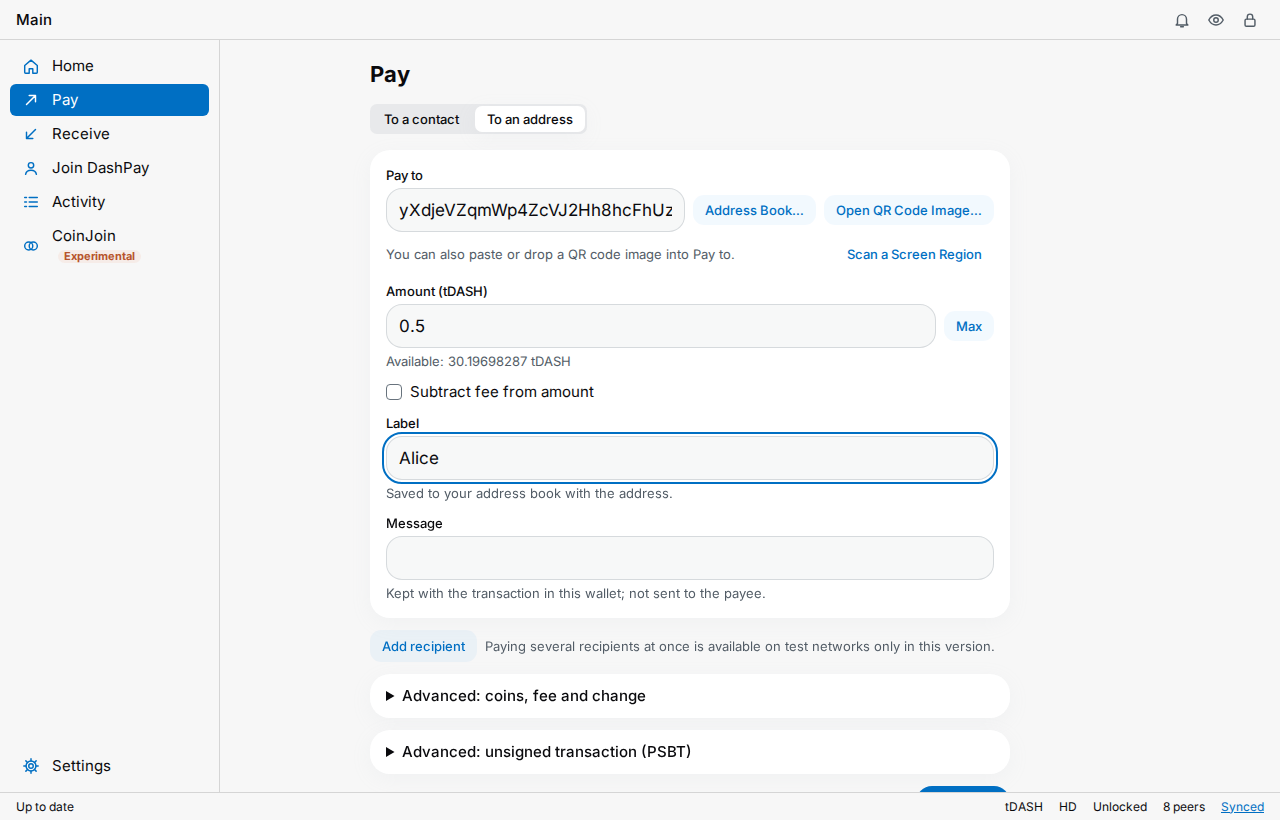 Main
Home
Pay
Receive
Join DashPay
Activity
CoinJoin
Experimental
Settings
Pay
To a contact
To an address
Pay to
yXdjeVZqmWp4ZcVJ2Hh8hcFhUz
Address Book...
Open QR Code Image...
You can also paste or drop a QR code image into Pay to.
Scan a Screen Region
Amount (tDASH)
0.5
Max
Available: 30.19698287 tDASH
Subtract fee from amount
Label
Alice
Saved to your address book with the address.
Message
Kept with the transaction in this wallet; not sent to the payee.
Add recipient
Paying several recipients at once is available on test networks only in this version.
Advanced: coins, fee and change
Advanced: unsigned transaction (PSBT)
Up to date
tDASH
HD
Unlocked
8 peers
Synced